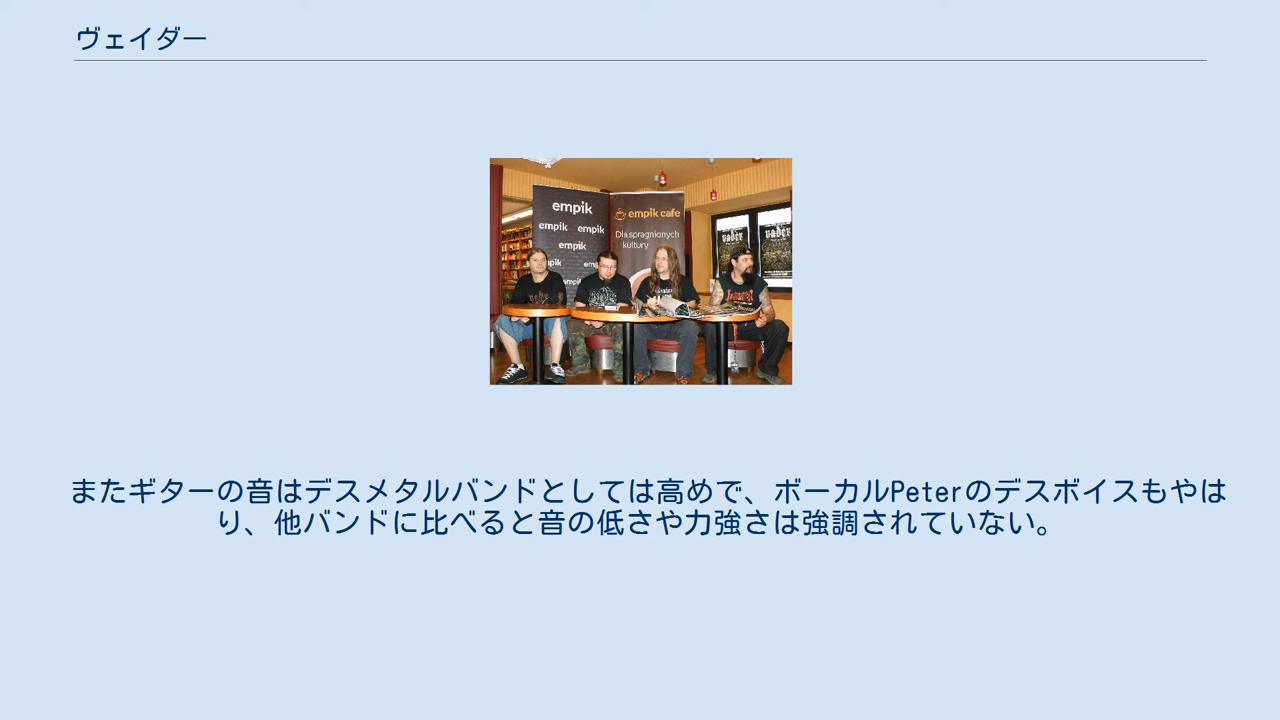 ヴェイダー
empik
empik cafe
empik
empik
Dla spragnionych
kultury
empik
VADER
VADER
またギターの音はデスメタルバンドとしては高めで、ボーカルPeterのデスボイスもやは
り、他バンドに比べると音の低さや力強さは強調されていない。